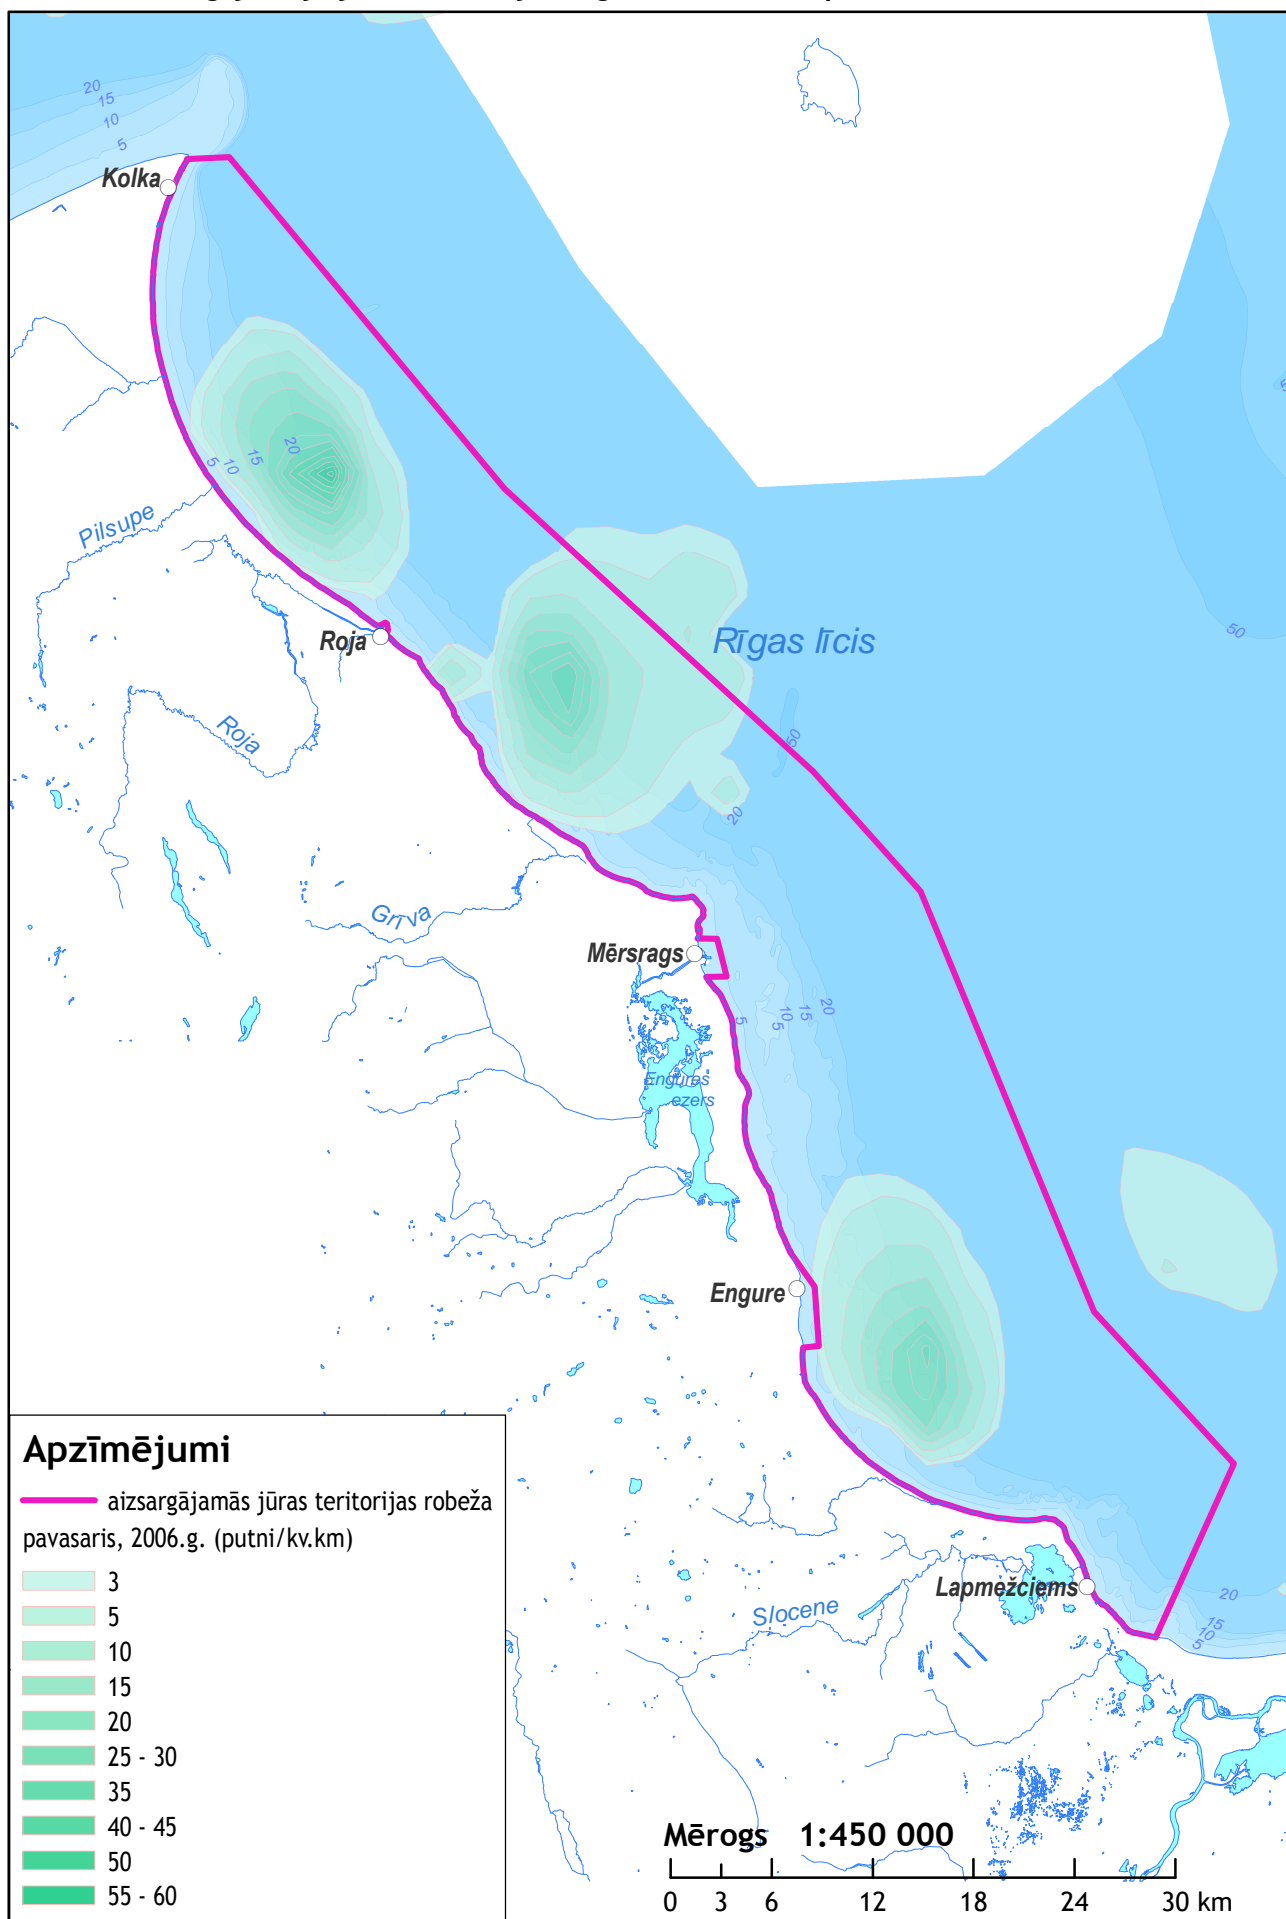 20
15
10
5
Kolka
5
5
10
15
20
Pilsupe
Roja
Rīgas līcis
50
Roja
50
20
Grīva
Mērsrags
5
5
10
15
20
Engures
ezers
Engure
Apzīmējumi
aizsargājamās jūras teritorijas robeža
pavasaris, 2006.g. (putni/kv.km)
3
5
10
15
20
25 - 30
35
40 - 45
50
55 - 60
Lapmežciems
Slocene
20
15
10
5
Mērogs 1:450 000
0 3 6 12 18 24 30 km